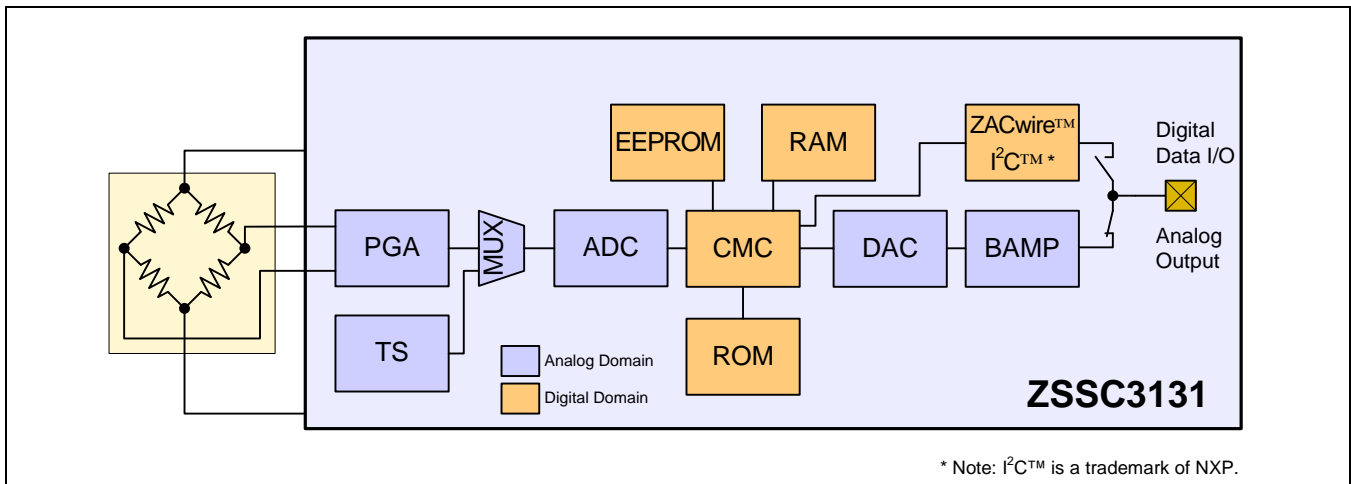 EEPROM
RAM
ZACwire™
I²C™ *
Digital
Data I/O
PGA
MUX
ADC
CMC
DAC
BAMP
Analog
Output
TS
ROM
Analog Domain
Digital Domain
ZSSC3131
* Note: I²C™ is a trademark of NXP.